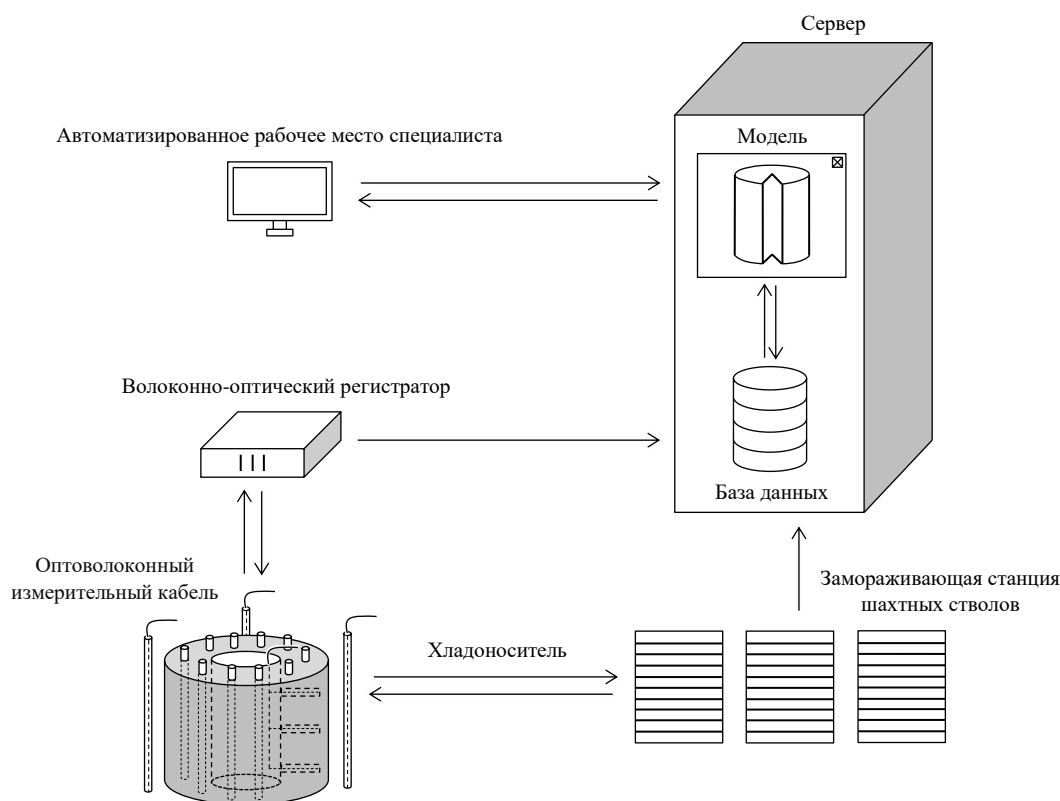 Сервер
Автоматизированное рабочее место специалиста
Модель
Волоконно-оптический регистратор
База данных
Оптоволоконный
измерительный кабель
Замораживающая станция
шахтных стволов
Хладоноситель